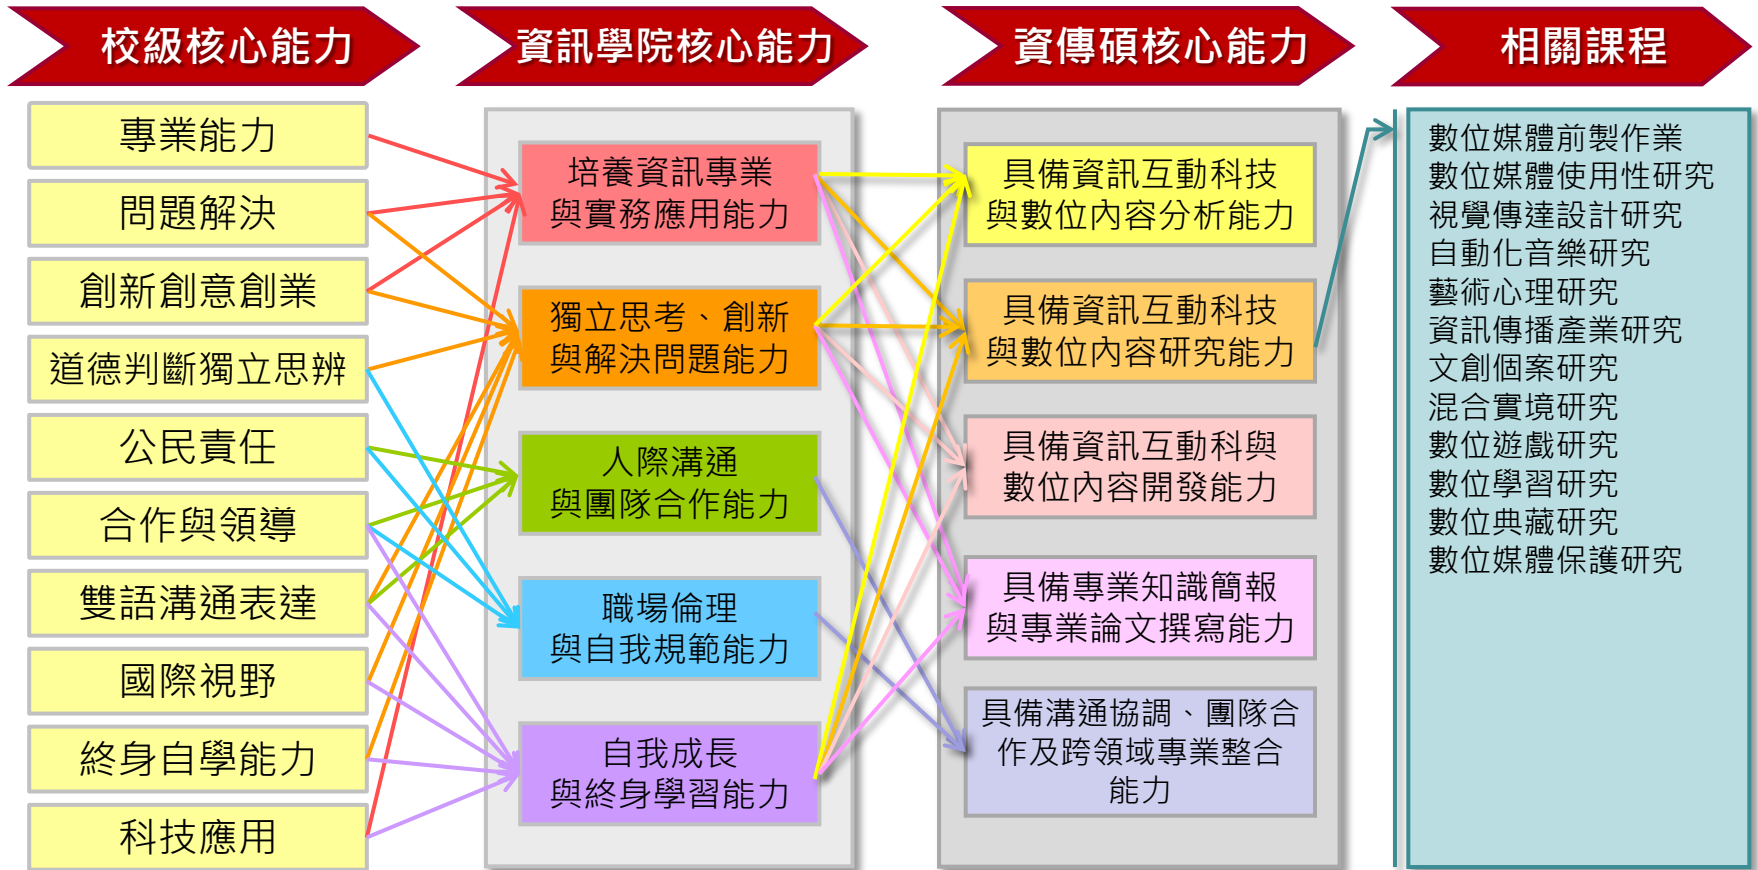 校級核心能力
資訊學院核心能力
資傳碩核心能力
相關課程
專業能力
問題解決
創新創意創業
道德判斷獨立思辨
公民責任
合作與領導
雙語溝通表達
國際視野
終身自學能力
科技應用
培養資訊專業
與實務應用能力
獨立思考、創新
與解決問題能力
人際溝通
與團隊合作能力
職場倫理
與自我規範能力
自我成長
與終身學習能力
具備資訊互動科技
與數位內容分析能力
具備資訊互動科技
與數位內容研究能力
具備資訊互動科與
數位內容開發能力
具備專業知識簡報
與專業論文撰寫能力
具備溝通協調、團隊合
作及跨領域專業整合
能力
數位媒體前製作業
數位媒體使用性研究
視覺傳達設計研究
自動化音樂研究
藝術心理研究
資訊傳播產業研究
文創個案研究
混合實境研究
數位遊戲研究
數位學習研究
數位典藏研究
數位媒體保護研究